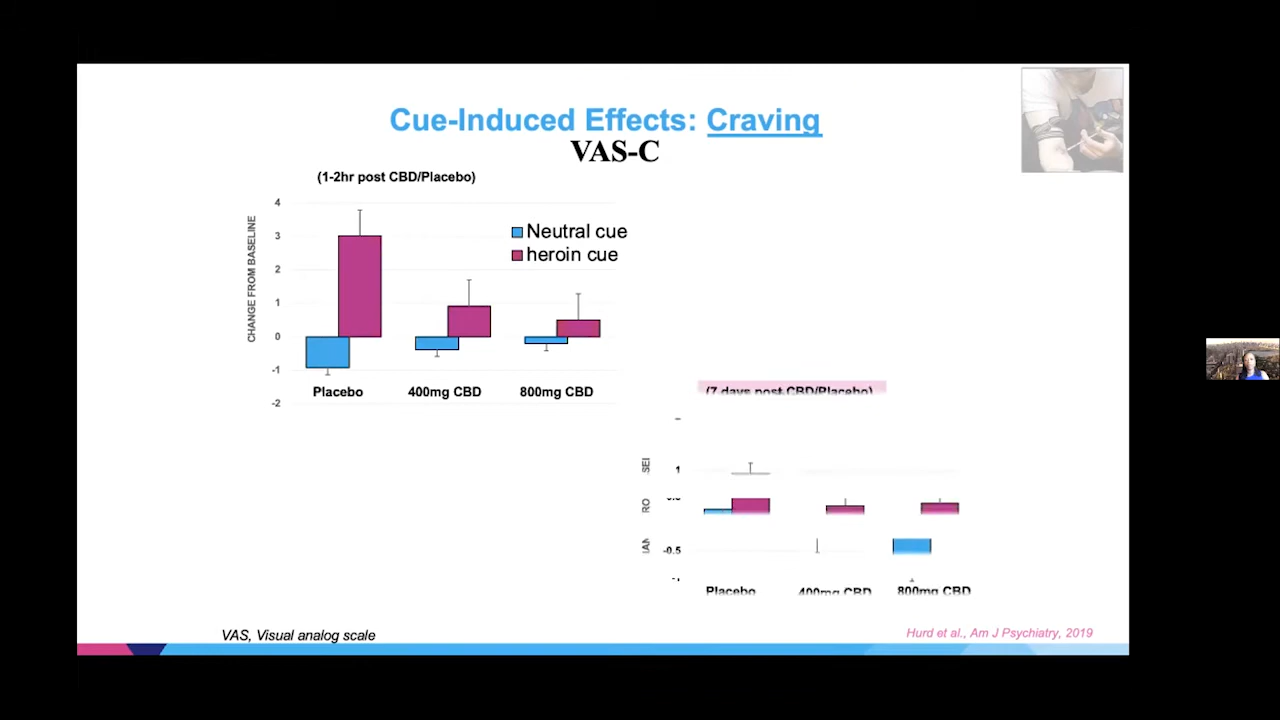 Cue-Induced Effects: Craving
VAS-C
(1-2hr post CBD/Placebo)
CHANGE FROM BASELINE
4
3
2
1
0
-1
-2
Neutral cue
heroin cue
Placebo 400mg CBD 800mg CBD
(7 days post CBD/Placebo)
1
-0.5
Placebo 400mg CBD 800mg CBD
VAS, Visual analog scale
Hurd et al., Am J Psychiatry, 2019